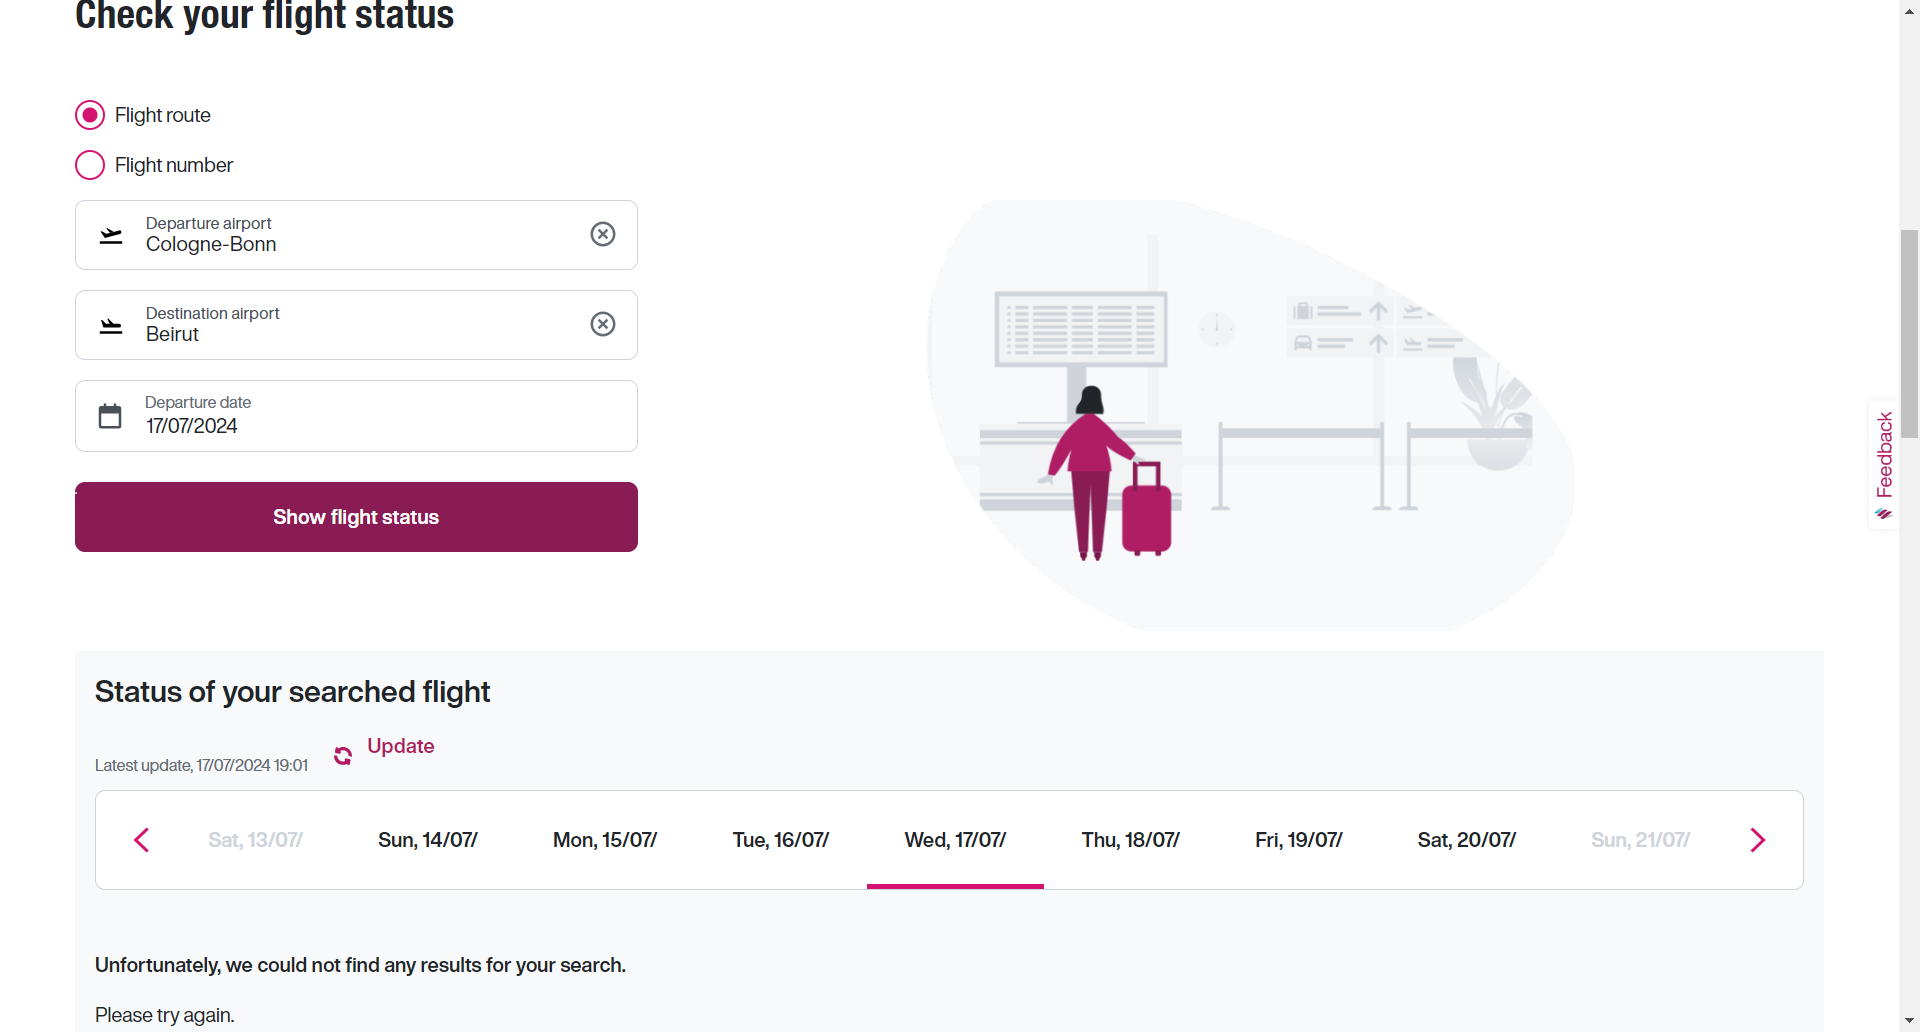 Check your flight status
Flight route
Flight number
Departure airport
Cologne-Bonn
Destination airport
Beirut
Departure date
17/07/2024
Show flight status
Feedback
Status of your searched flight
Latest update, 17/07/2024 19:01
Update
Sat, 13/07/
Sun, 14/07/
Mon, 15/07/
Tue, 16/07/
Wed, 17/07/
Thu, 18/07/
Fri, 19/07/
Sat, 20/07/
Sun, 21/07/
Unfortunately, we could not find any results for your search.
Please try again.